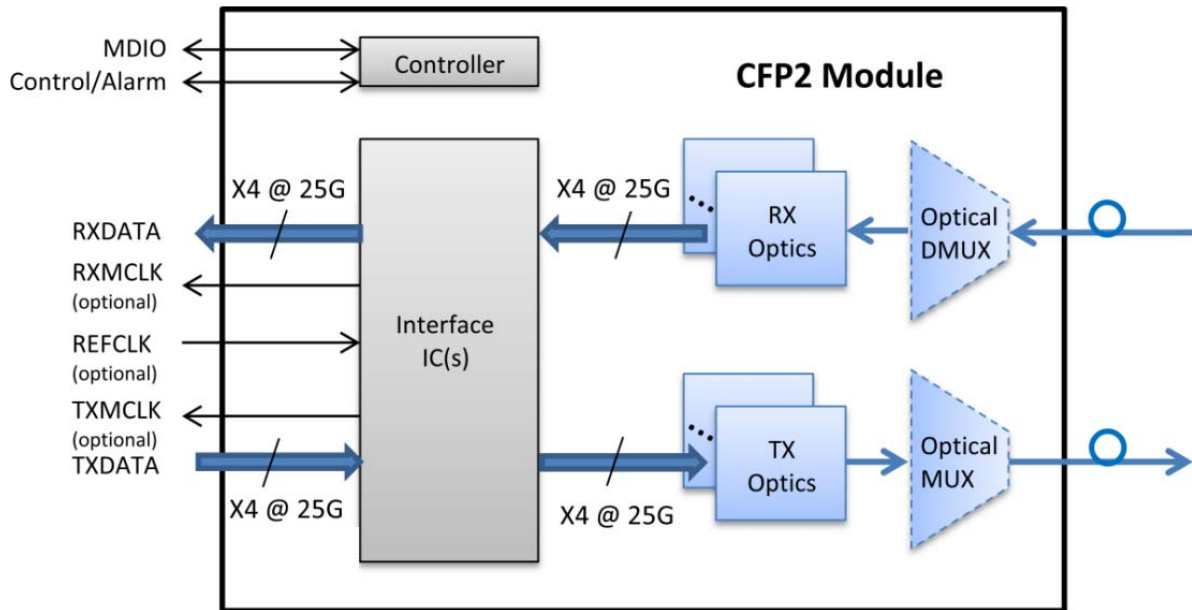 MDIO
Control/Alarm
Controller
CFP2 Module
X4 @ 25G
X4 @ 25G
RXDATA
RXMCLK
(optional)
REFCLK
(optional)
TXMCLK
(optional)
TXDATA
X4 @ 25G
Interface
IC(s)
X4 @ 25G
RX
Optics
Optical
DMUX
TX
Optics
Optical
MUX